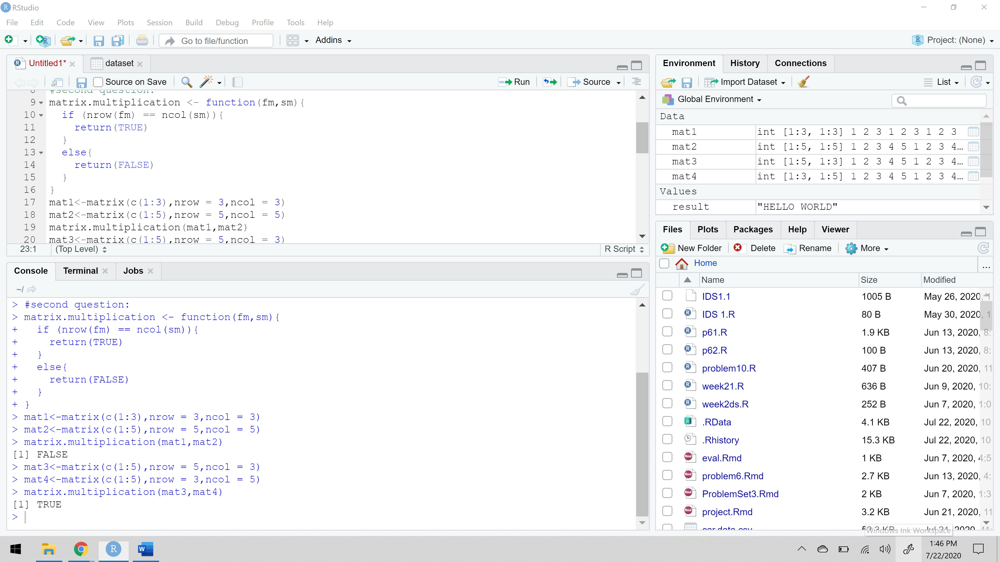 RStudio
File Edit Code View Plots Session Build Debug Profile Tools Help
Go to file/function Addins Project: (None)
Untitled1* dataset
Source on Save Run Source
#second question:
9 matrix.multiplication <- function(fm,sm){
10 if (nrow(fm) == ncol(sm)){
11 return(TRUE)
12 }
13 else{
14 return(FALSE)
15 }
16 }
17 mat1<-matrix(c(1:3),nrow = 3,ncol = 3)
18 mat2<-matrix(c(1:5),nrow = 5,ncol = 5)
19 matrix.multiplication(mat1,mat2)
20 mat3<-matrix(c(1:5),nrow = 5,ncol = 3)
23:1 (Top Level) R Script
Console Terminal Jobs
~/
> #second question:
> matrix.multiplication <- function(fm,sm){
+ if (nrow(fm) == ncol(sm)){
+ return(TRUE)
+ }
+ else{
+ return(FALSE)
+ }
+ }
> mat1<-matrix(c(1:3),nrow = 3,ncol = 3)
> mat2<-matrix(c(1:5),nrow = 5,ncol = 5)
> matrix.multiplication(mat1,mat2)
[1] FALSE
> mat3<-matrix(c(1:5),nrow = 5,ncol = 3)
> mat4<-matrix(c(1:5),nrow = 3,ncol = 5)
> matrix.multiplication(mat3,mat4)
[1] TRUE
>
Environment History Connections
Import Dataset List
Global Environment
Data
mat1 int [1:3, 1:3] 1 2 3 1 2 3 1 2 3
mat2 int [1:5, 1:5] 1 2 3 4 5 1 2 3 4…
mat3 int [1:5, 1:3] 1 2 3 4 5 1 2 3 4…
mat4 int [1:3, 1:5] 1 2 3 4 5 1 2 3 4…
Values
result "HELLO WORLD"
Files Plots Packages Help Viewer
New Folder Delete Rename More
Home ...
Name Size Modified
IDS1.1 1005 B May 26, 2020, 1
IDS 1.R 80 B May 30, 2020, 1
p61.R 1.9 KB Jun 13, 2020, 8:
p62.R 100 B Jun 13, 2020, 8:
problem10.R 407 B Jun 20, 2020, 11
week21.R 636 B Jun 9, 2020, 10:
week2ds.R 252 B Jun 7, 2020, 1:0
.RData 4.1 KB Jul 22, 2020, 10
.Rhistory 15.3 KB Jul 22, 2020, 10
eval.Rmd 1 KB Jun 7, 2020, 4:5
problem6.Rmd 2.7 KB Jun 13, 2020, 4:
ProblemSet3.Rmd 2 KB Jun 7, 2020, 1:3
project.Rmd 3.2 KB Jun 21, 2020, 11
car data.csv
Windows Ink Workspace
1:46 PM
7/22/2020